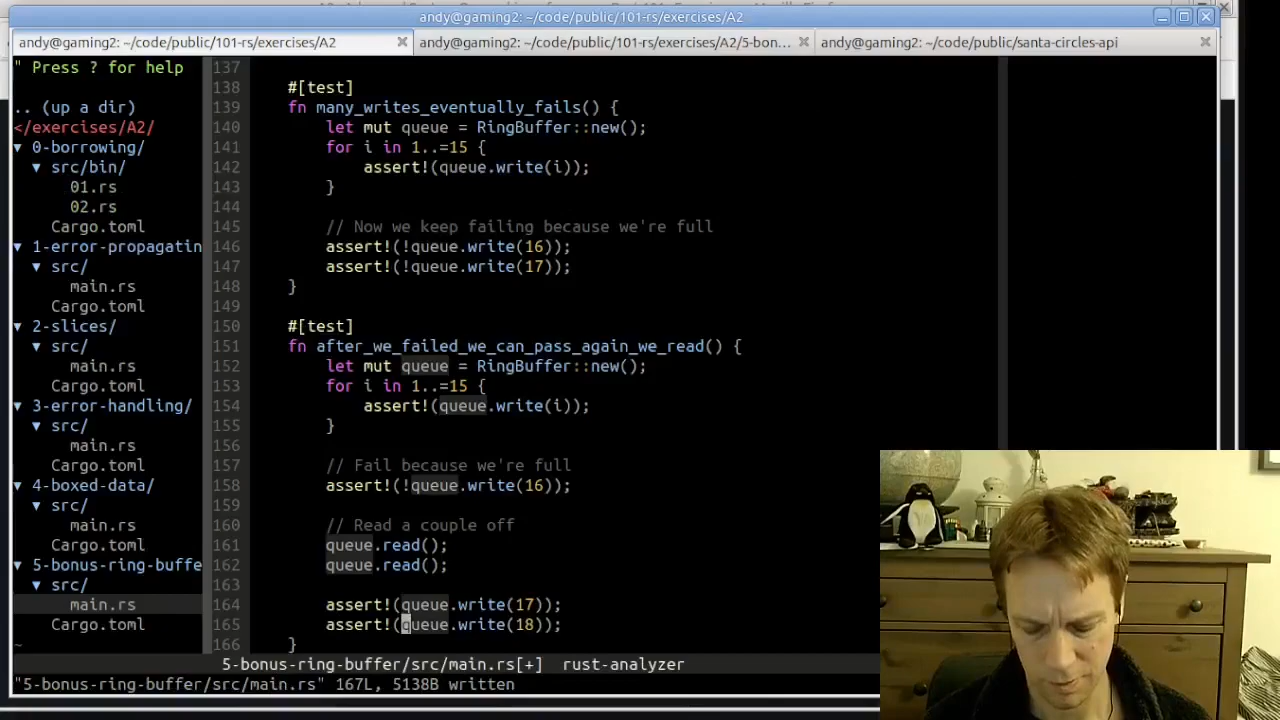 andy@gaming2: ~/code/public/101-rs/exercises/A2
andy@gaming2: ~/code/public/101-rs/exercises/A2
andy@gaming2: ~/code/public/101-rs/exercises/A2/5-bon...
andy@gaming2: ~/code/public/santa-circles-api
" Press ? for help
.. (up a dir)
</exercises/A2/
▼ 0-borrowing/
▼ src/bin/
01.rs
02.rs
Cargo.toml
▼ 1-error-propagatin
▼ src/
main.rs
Cargo.toml
▼ 2-slices/
▼ src/
main.rs
Cargo.toml
▼ 3-error-handling/
▼ src/
main.rs
Cargo.toml
▼ 4-boxed-data/
▼ src/
main.rs
Cargo.toml
▼ 5-bonus-ring-buffe
▼ src/
main.rs
Cargo.toml
~
137
138 #[test]
139 fn many_writes_eventually_fails() {
140 let mut queue = RingBuffer::new();
141 for i in 1..=15 {
142 assert!(queue.write(i));
143 }
144
145 // Now we keep failing because we're full
146 assert!(!queue.write(16));
147 assert!(!queue.write(17));
148 }
149
150 #[test]
151 fn after_we_failed_we_can_pass_again_we_read() {
152 let mut queue = RingBuffer::new();
153 for i in 1..=15 {
154 assert!(queue.write(i));
155 }
156
157 // Fail because we're full
158 assert!(!queue.write(16));
159
160 // Read a couple off
161 queue.read();
162 queue.read();
163
164 assert!(queue.write(17));
165 assert!(queue.write(18));
166 }
5-bonus-ring-buffer/src/main.rs[+] rust-analyzer
"5-bonus-ring-buffer/src/main.rs" 167L, 5138B written